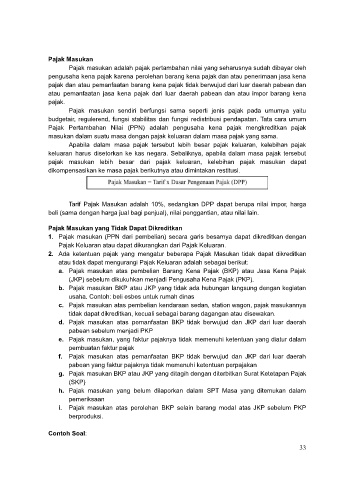 Pajak Masukan
Pajak masukan adalah pajak pertambahan nilai yang seharusnya sudah dibayar oleh
pengusaha kena pajak karena perolehan barang kena pajak dan atau penerimaan jasa kena
pajak dan atau pemanfaatan barang kena pajak tidak berwujud dari luar daerah pabean dan
atau pemanfaatan jasa kena pajak dari luar daerah pabean dan atau impor barang kena
pajak.
Pajak masukan sendiri berfungsi sama seperti jenis pajak pada umumya yaitu
budgetair, regulerend, fungsi stabilitas dan fungsi redistribusi pendapatan. Tata cara umum
Pajak Pertambahan Nilai (PPN) adalah pengusaha kena pajak mengkreditkan pajak
masukan dalam suatu masa dengan pajak keluaran dalam masa pajak yang sama.
Apabila dalam masa pajak tersebut lebih besar pajak keluaran, kelebihan pajak
keluaran harus disetorkan ke kas negara. Sebaliknya, apabila dalam masa pajak tersebut
pajak masukan lebih besar dari pajak keluaran, kelebihan pajak masukan dapat
dikompensasikan ke masa pajak berikutnya atau dimintakan restitusi.
Pajak Masukan = Tarif x Dasar Pengenaan Pajak (DPP)
Tarif Pajak Masukan adalah 10%, sedangkan DPP dapat berupa nilai impor, harga
beli (sama dengan harga jual bagi penjual), nilai penggantian, atau nilai lain.
Pajak Masukan yang Tidak Dapat Dikreditkan
1. Pajak masukan (PPN dari pembelian) secara garis besarnya dapat dikreditkan dengan
Pajak Keluaran atau dapat dikurangkan dari Pajak Keluaran.
2. Ada ketentuan pajak yang mengatur beberapa Pajak Masukan tidak dapat dikreditkan
atau tidak dapat mengurangi Pajak Keluaran adalah sebagai berikut:
a. Pajak masukan atas pembelian Barang Kena Pajak (BKP) atau Jasa Kena Pajak
(JKP) sebelum dikukuhkan menjadi Pengusaha Kena Pajak (PKP).
b. Pajak masukan BKP atau JKP yang tidak ada hubungan langsung dengan kegiatan
usaha. Contoh: beli esbes untuk rumah dinas
c. Pajak masukan atas pembelian kendaraan sedan, station wagon, pajak masukannya
tidak dapat dikreditkan, kecuali sebagai barang dagangan atau disewakan.
d. Pajak masukan atas pemanfaatan BKP tidak berwujud dan JKP dari luar daerah
pabean sebelum menjadi PKP
e. Pajak masukan, yang faktur pajaknya tidak memenuhi ketentuan yang diatur dalam
pembuatan faktur pajak
f. Pajak masukan atas pemanfaatan BKP tidak berwujud dan JKP dari luar daerah
pabean yang faktur pajaknya tidak memenuhi ketentuan perpajakan
g. Pajak masukan BKP atau JKP yang ditagih dengan diterbitkan Surat Ketetapan Pajak
(SKP)
h. Pajak masukan yang belum dilaporkan dalam SPT Masa yang ditemukan dalam
pemeriksaan
i. Pajak masukan atas perolehan BKP selain barang modal atas JKP sebelum PKP
berproduksi.
Contoh Soal:
33